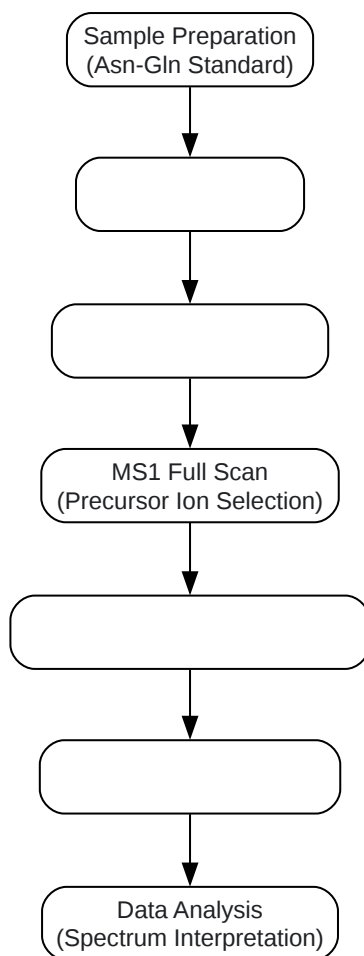 Sample Preparation
(Asn-Gln Standard)
MS1 Full Scan
(Precursor Ion Selection)
Data Analysis
(Spectrum Interpretation)